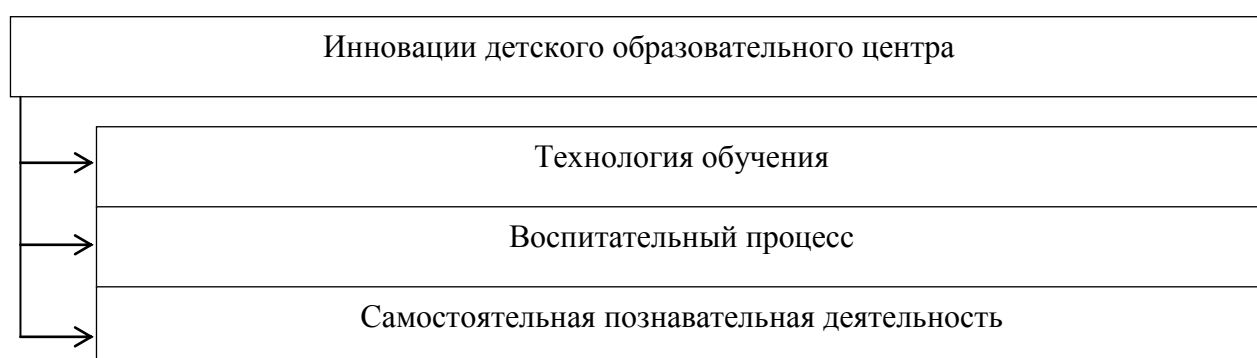 Инновации детского образовательного центра
Технология обучения
Воспитательный процесс
Самостоятельная познавательная деятельность